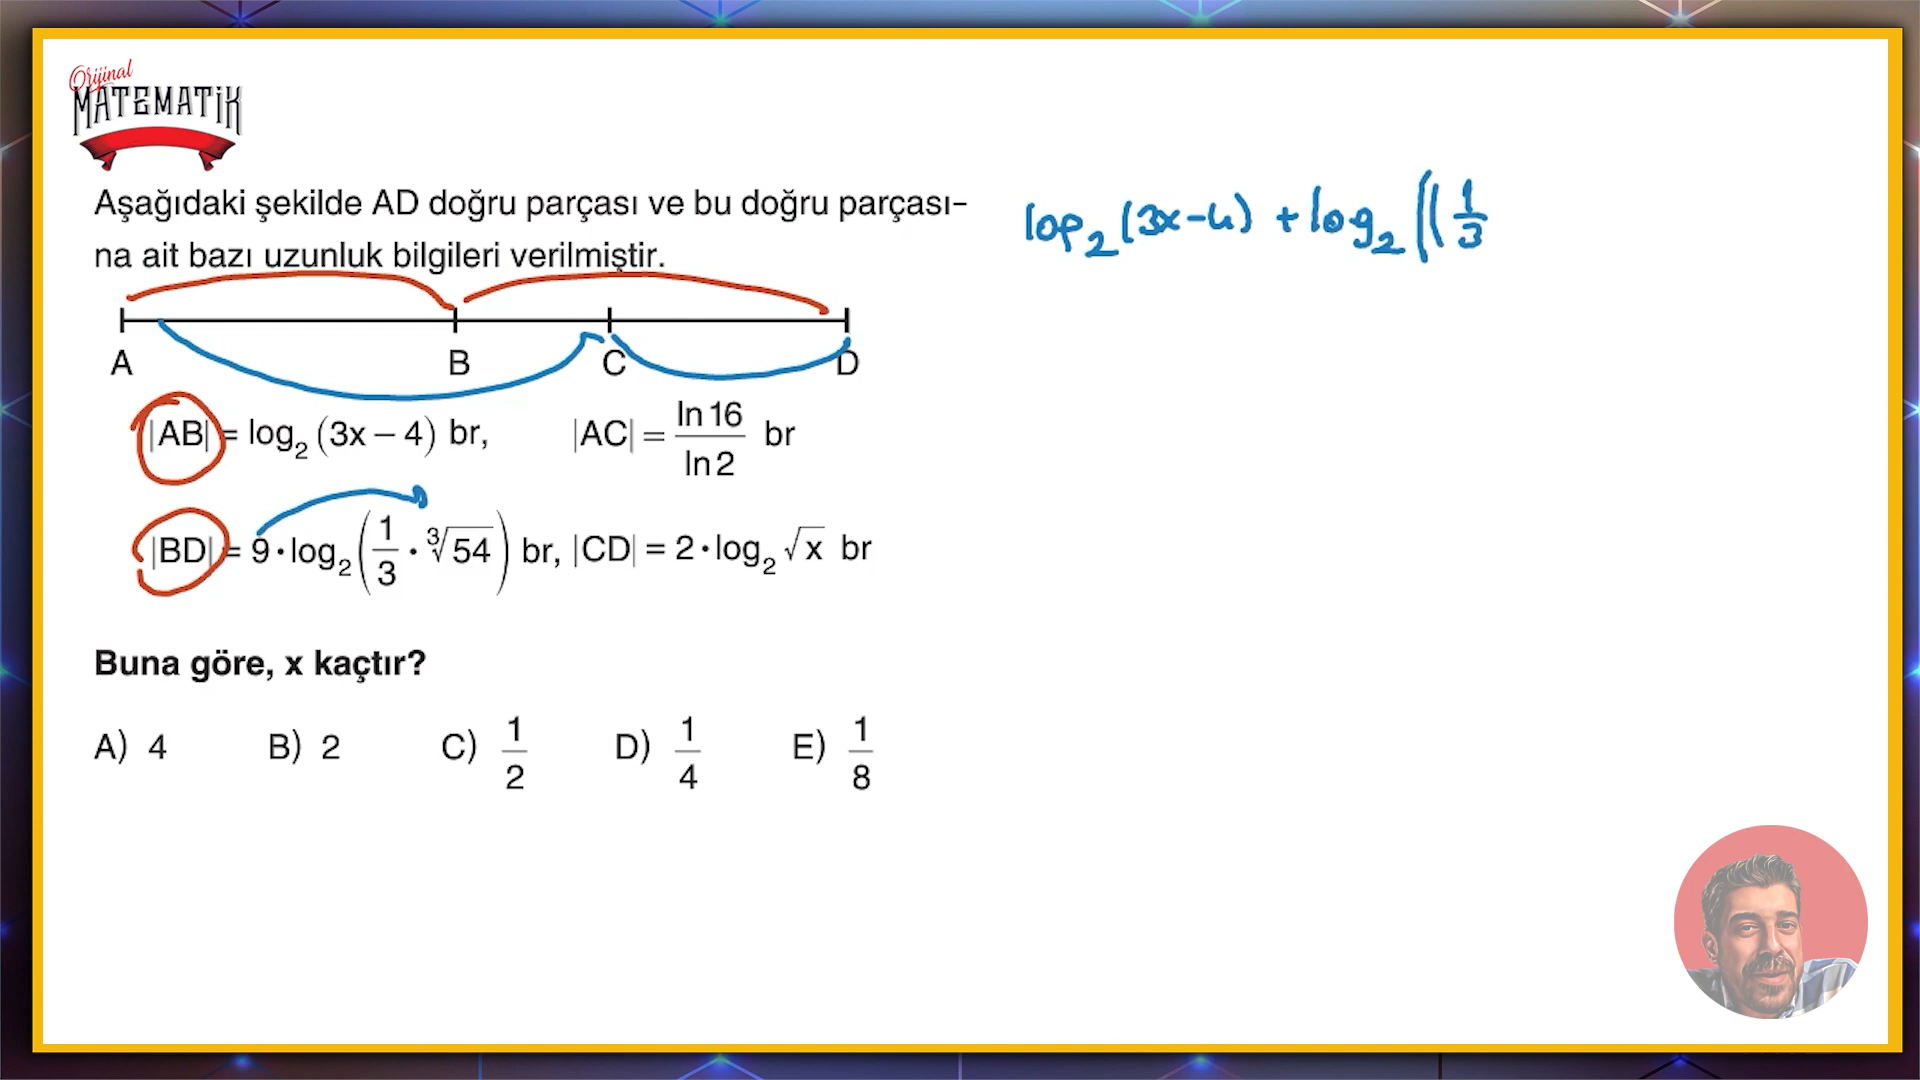 Orijinal
MATEMATİK
Aşağıdaki şekilde AD doğru parçası ve bu doğru parçası-
na ait bazı uzunluk bilgileri verilmiştir.
A B C D
|AB| = log₂ (3x – 4) br, |AC| = ln 16 / ln 2 br
|BD| = 9 · log₂ (1/3 · ∛54) br, |CD| = 2 · log₂ √x br
Buna göre, x kaçtır?
A) 4 B) 2 C) 1/2 D) 1/4 E) 1/8
log₂ (3x-4) + log₂ ((1/3